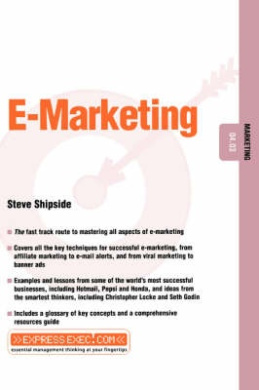 E-Marketing
MARKETING
04.03
Steve Shipside
The fast track route to mastering all aspects of e-marketing
Covers all the key techniques for successful e-marketing, from
affiliate marketing to e-mail alerts, and from viral marketing to
banner ads
Examples and lessons from some of the world's most successful
businesses, including Hotmail, Pepsi and Honda, and ideas from
the smartest thinkers, including Christopher Locke and Seth Godin
Includes a glossary of key concepts and a comprehensive
resources guide
EXPRESS EXEC.COM
essential management thinking at your fingertips